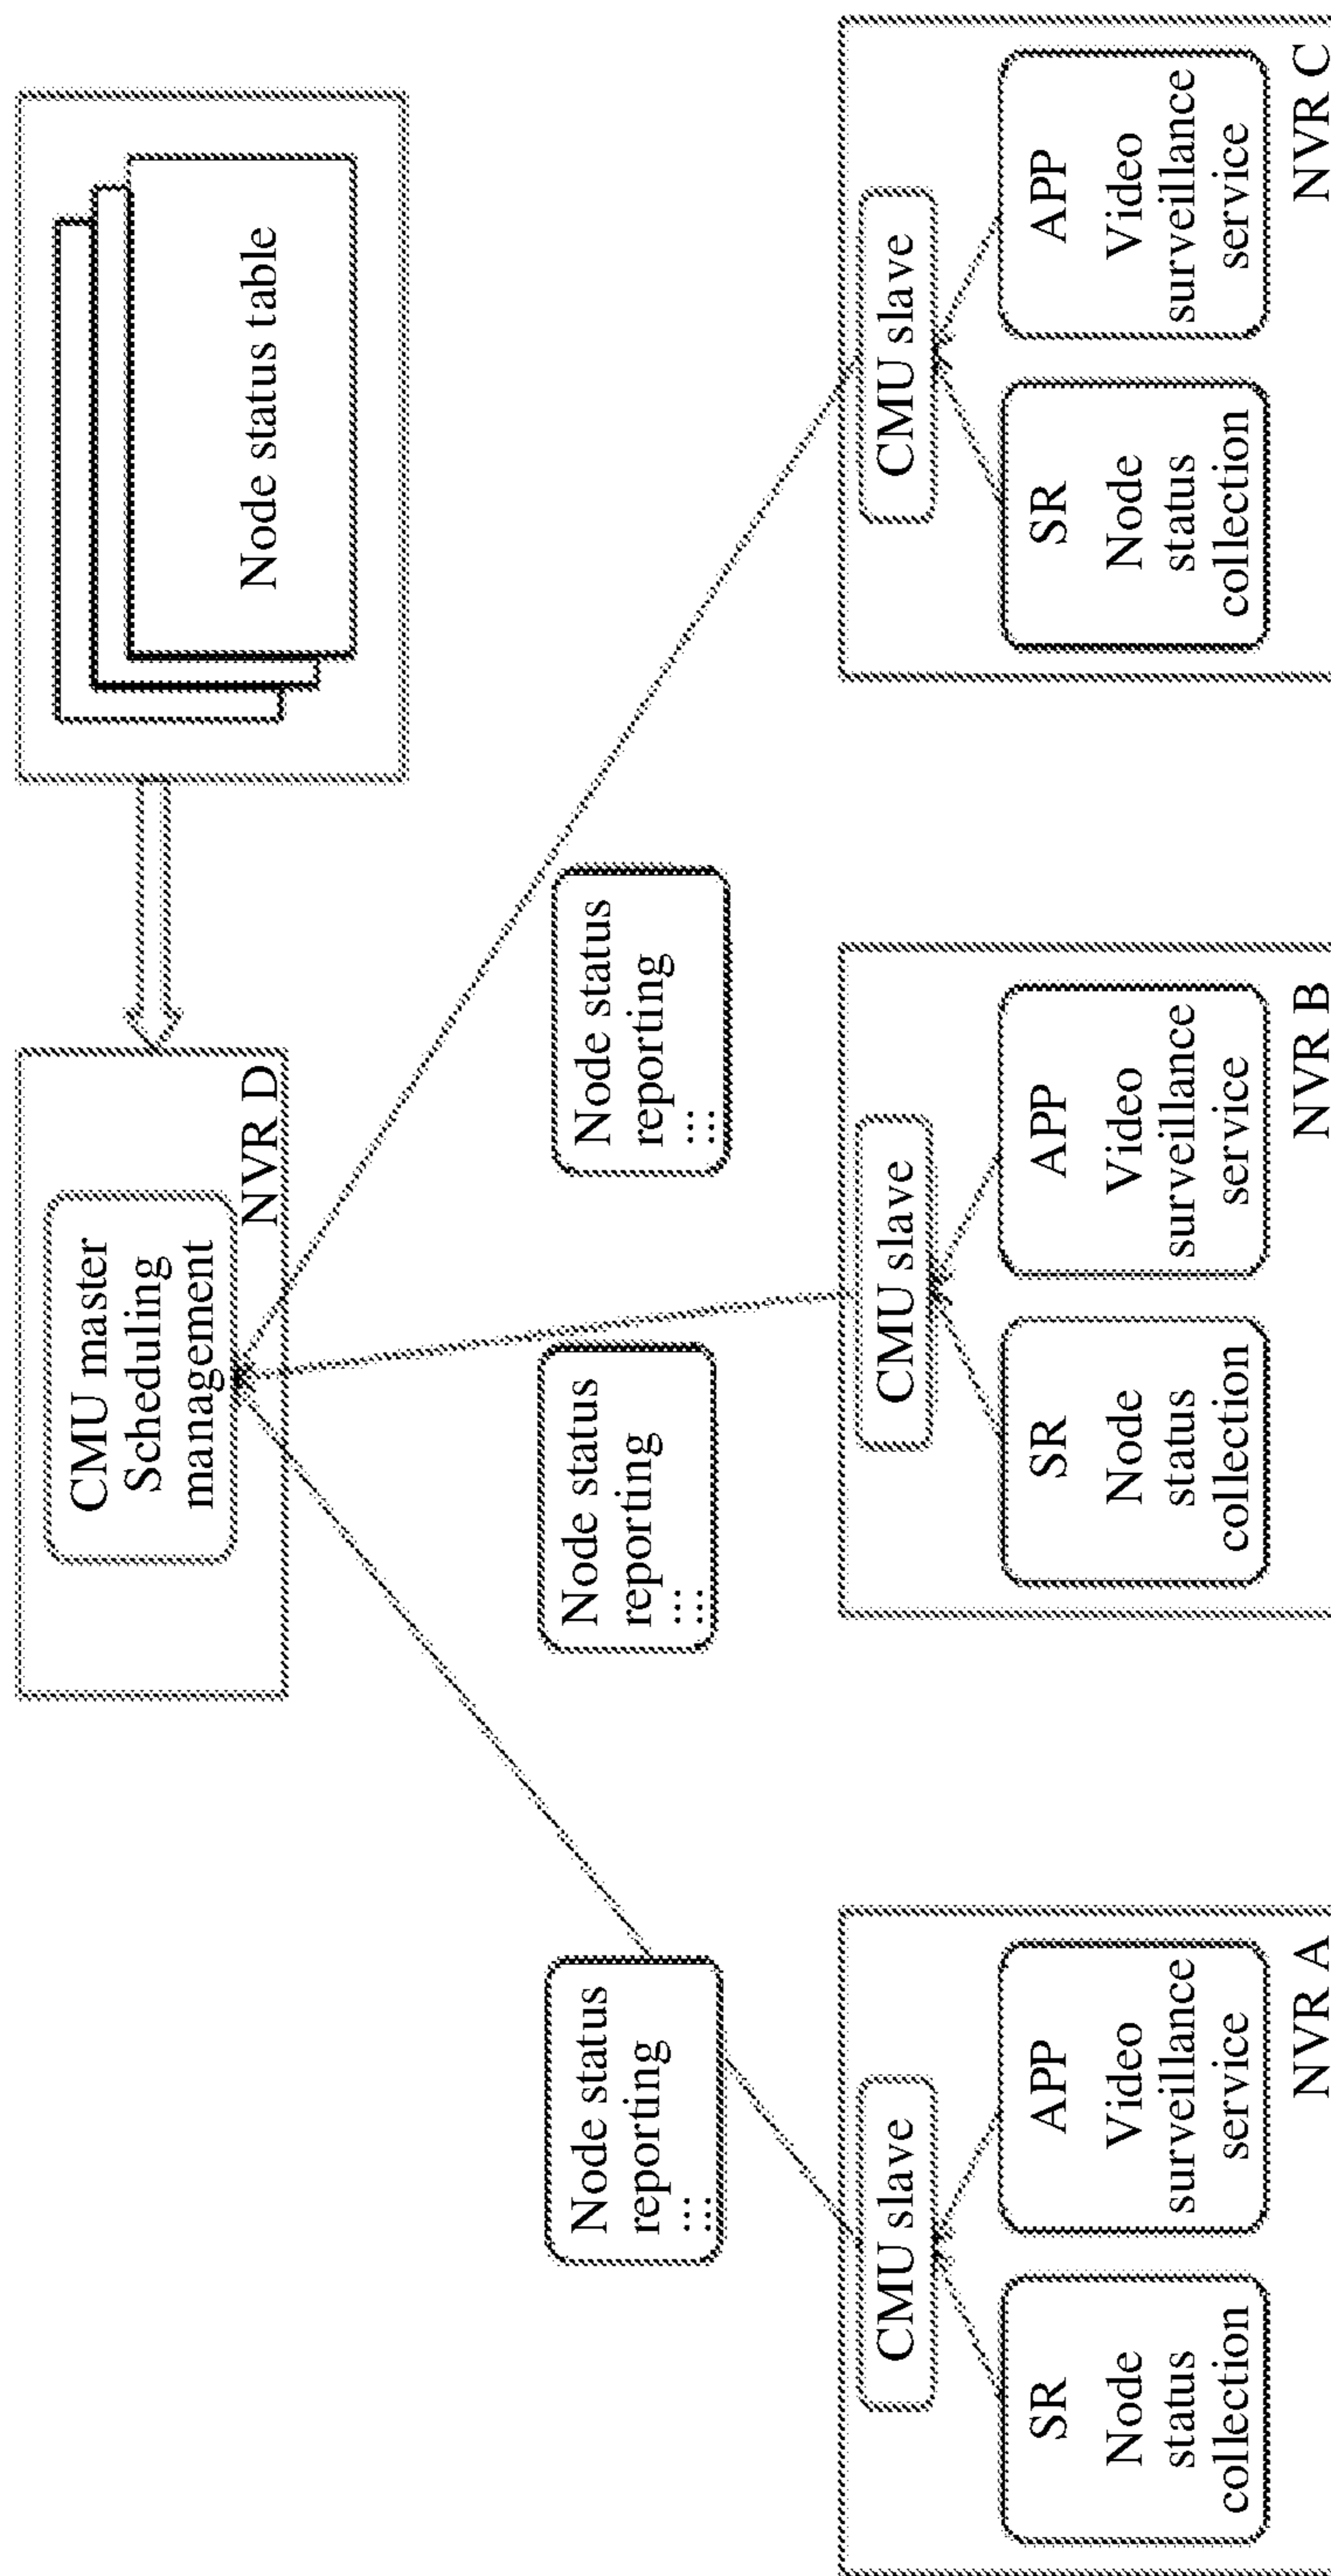 CMU master
Scheduling
management
NVR D
Node status table
Node status
reporting
...
...
Node status
reporting
...
...
Node status
reporting
...
...
CMU slave
SR
Node
status
collection
APP
Video
surveillance
service
NVR A
CMU slave
SR
Node
status
collection
APP
Video
surveillance
service
NVR B
CMU slave
SR
Node
status
collection
APP
Video
surveillance
service
NVR C